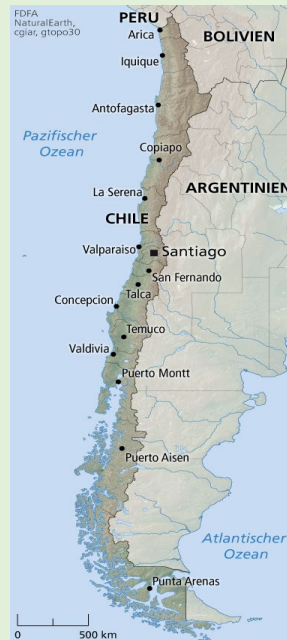 FDFA
NaturalEarth,
cgiar, gtopo30
PERU
Arica
BOLIVIEN
Iquique
Antofagasta
Pazifischer
Ozean
Copiapo
La Serena
ARGENTINIEN
CHILE
Valparaiso
Santiago
San Fernando
Talca
Concepcion
Temuco
Valdivia
Puerto Montt
Puerto Aisen
Atlantischer
Ozean
Punta Arenas
0 500 km